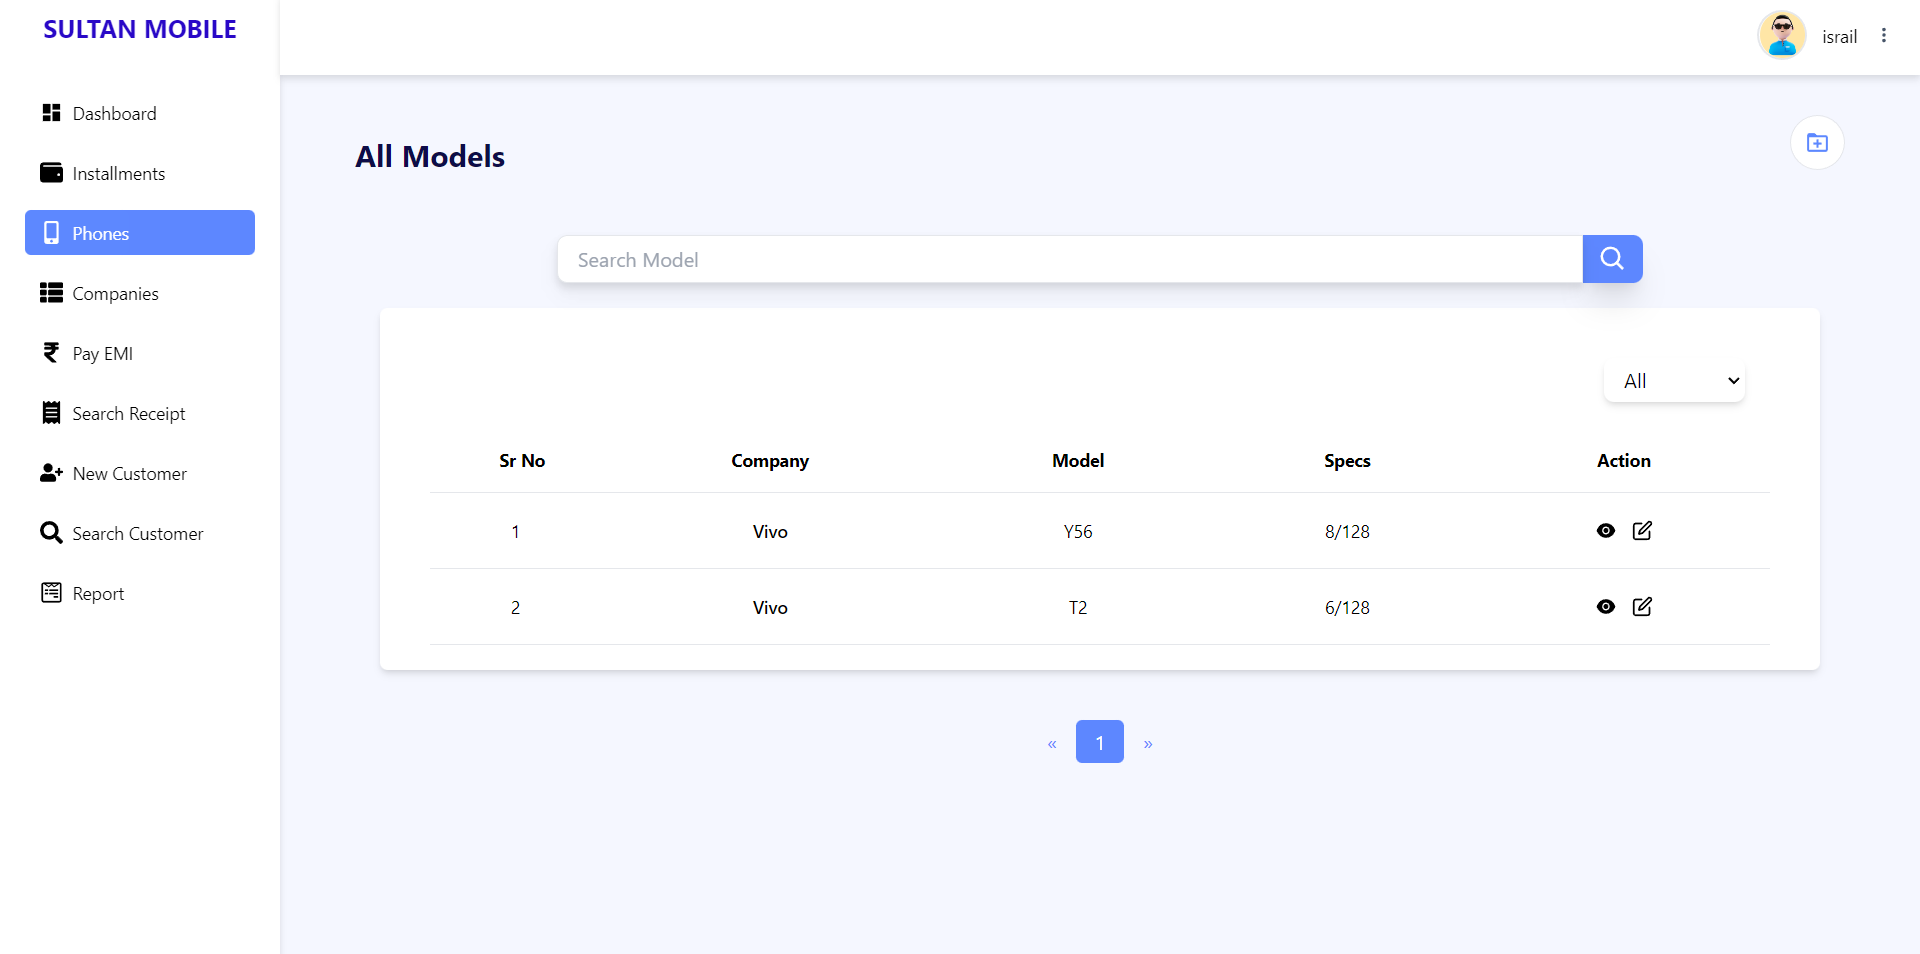 SULTAN MOBILE
israil
Dashboard
Installments
Phones
Companies
Pay EMI
Search Receipt
New Customer
Search Customer
Report
All Models
Search Model
All
Sr No Company Model Specs Action
1 Vivo Y56 8/128
2 Vivo T2 6/128
« 1 »